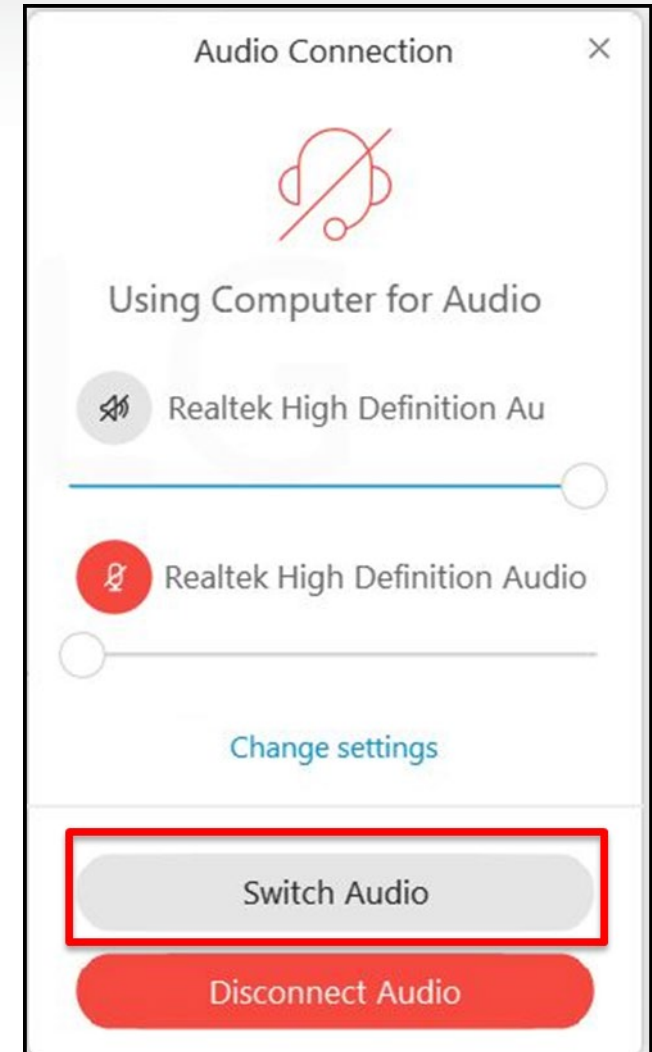 Audio Connection
Using Computer for Audio
Realtek High Definition Au
Realtek High Definition Audio
Change settings
Switch Audio
Disconnect Audio